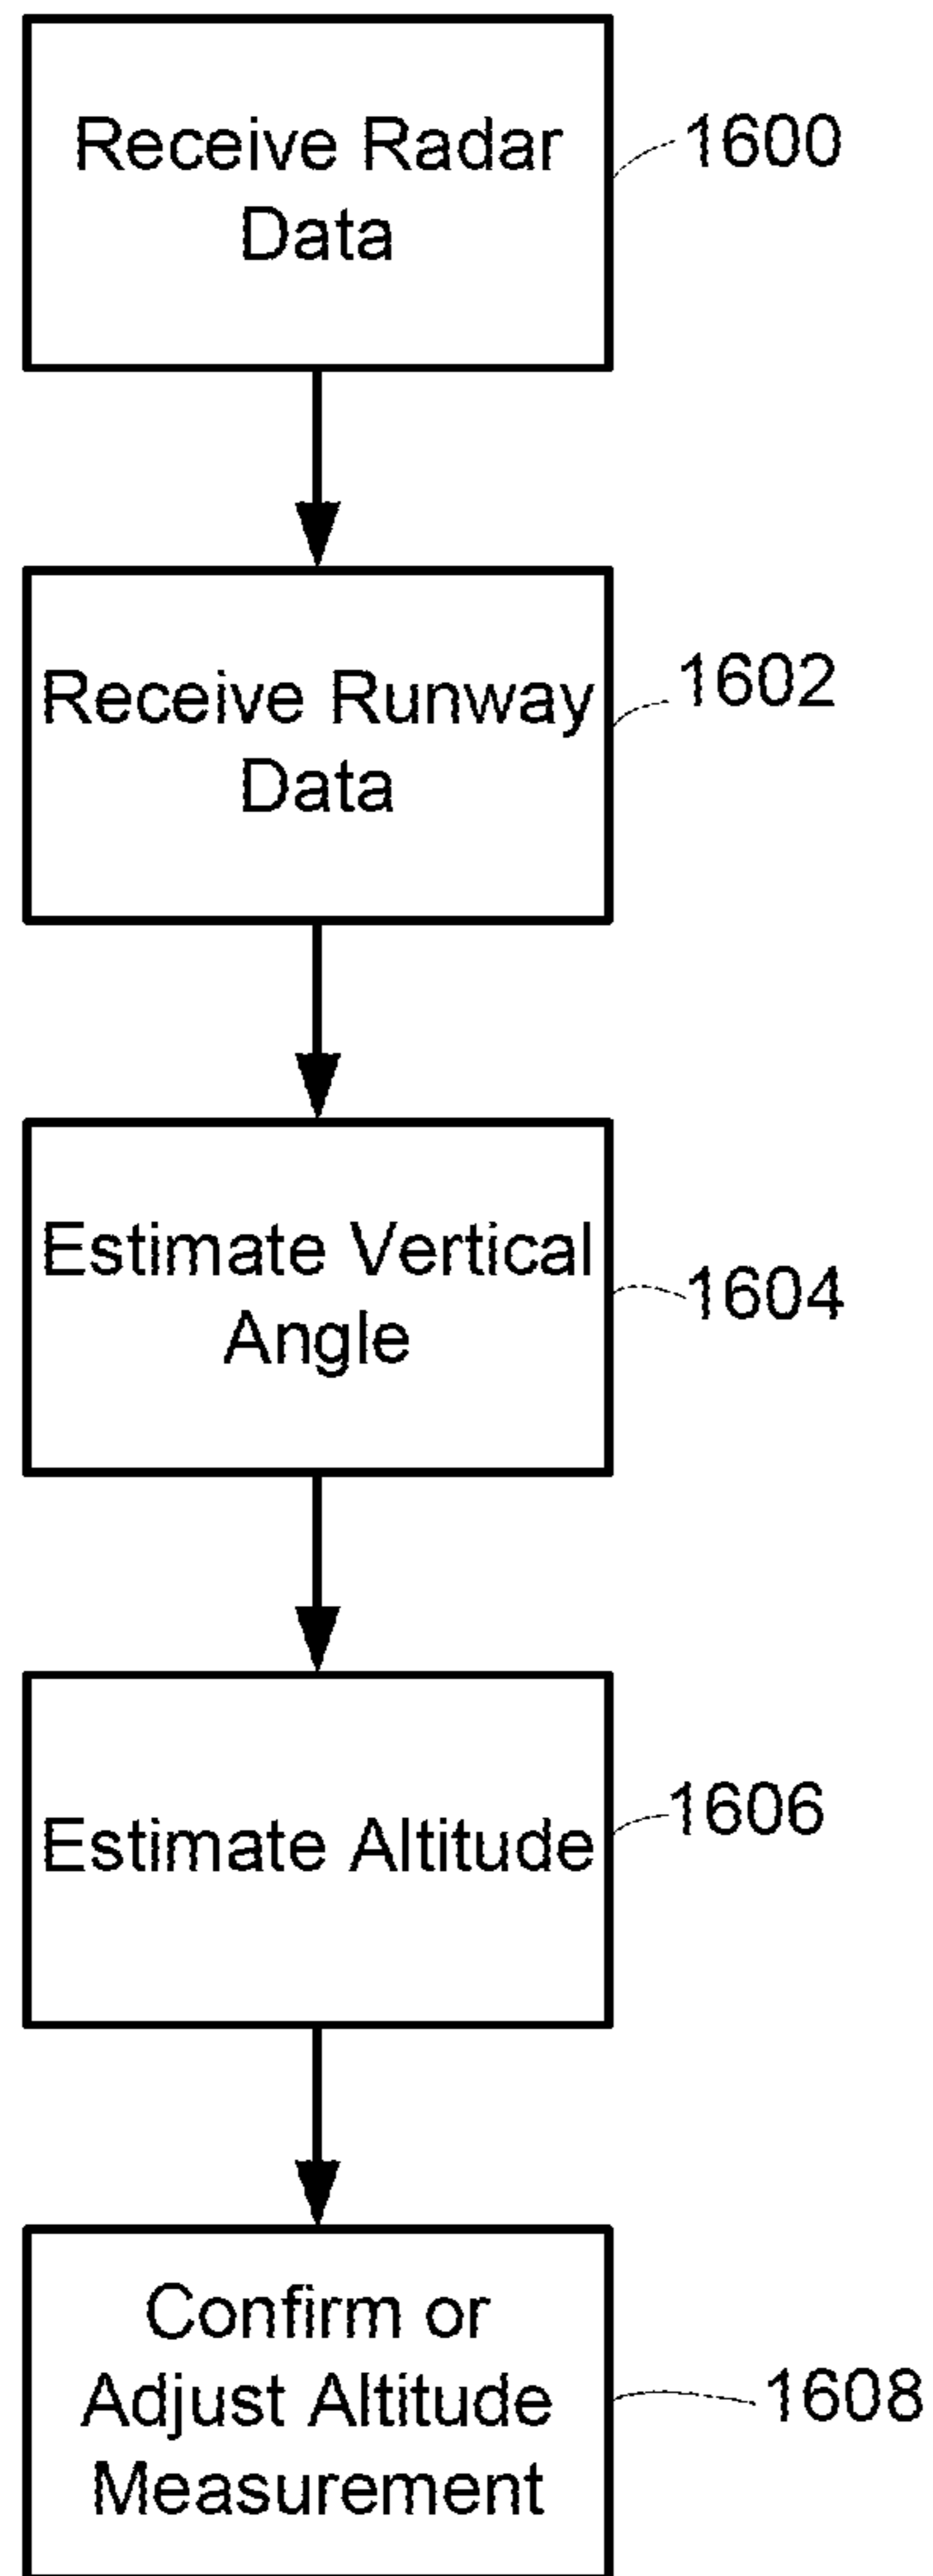 Receive Radar
Data
1600
Receive Runway
Data
1602
Estimate Vertical
Angle
1604
Estimate Altitude
1606
Confirm or
Adjust Altitude
Measurement
1608